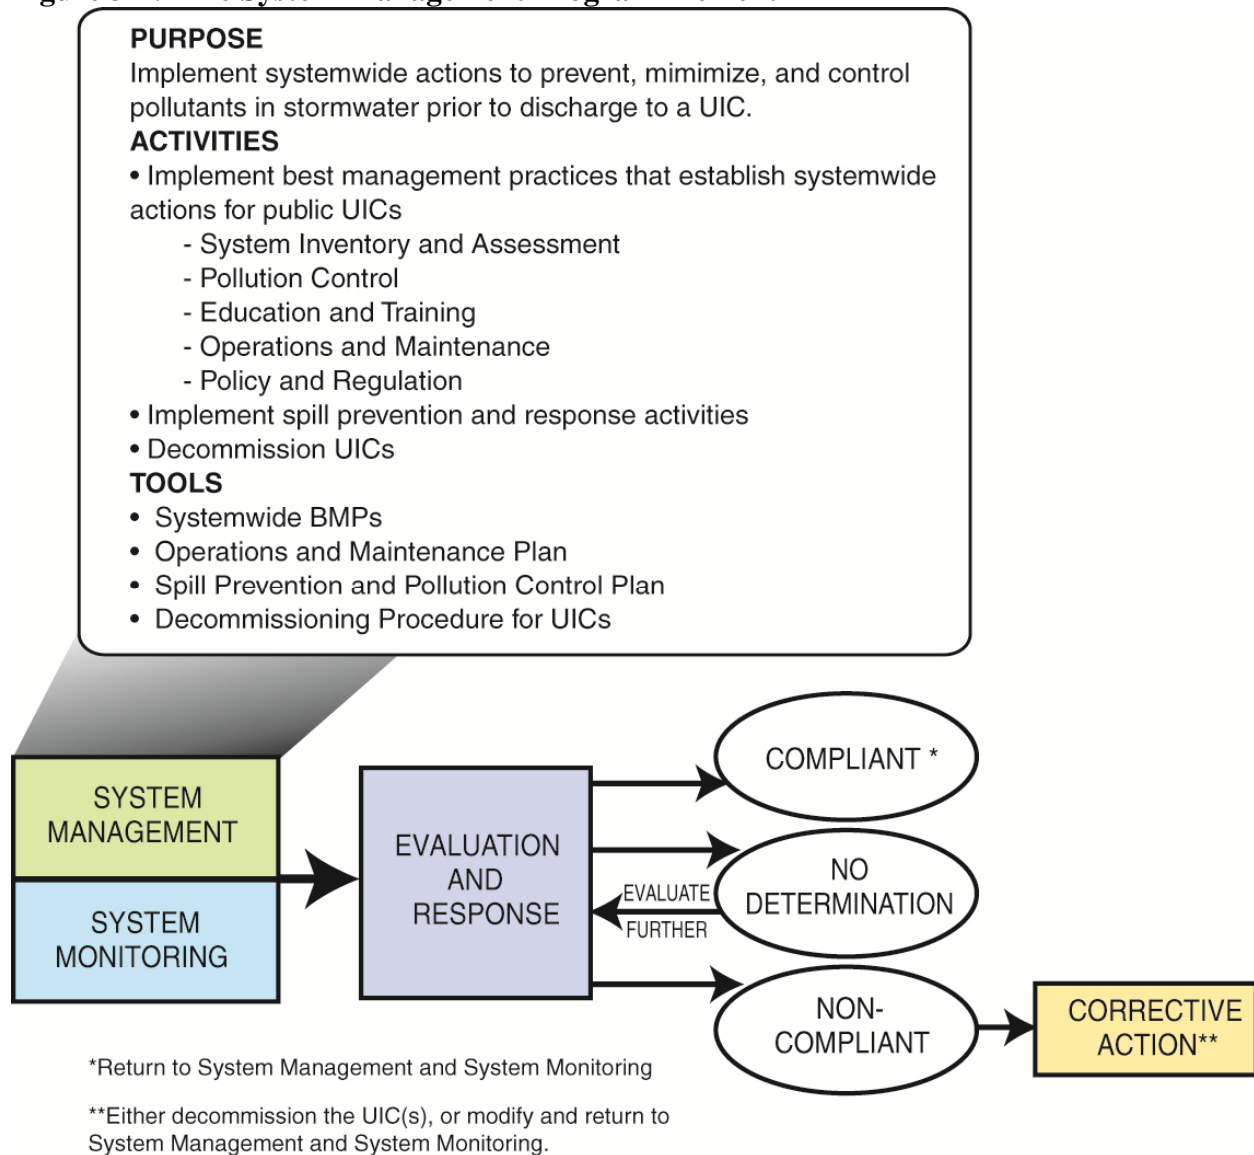 PURPOSE
Implement systemwide actions to prevent, mimimize, and control
pollutants in stormwater prior to discharge to a UIC.
ACTIVITIES
• Implement best management practices that establish systemwide
actions for public UICs
- System Inventory and Assessment
- Pollution Control
- Education and Training
- Operations and Maintenance
- Policy and Regulation
• Implement spill prevention and response activities
• Decommission UICs
TOOLS
• Systemwide BMPs
• Operations and Maintenance Plan
• Spill Prevention and Pollution Control Plan
• Decommissioning Procedure for UICs
SYSTEM
MANAGEMENT
SYSTEM
MONITORING
EVALUATION
AND
RESPONSE
COMPLIANT *
NO
DETERMINATION
EVALUATE
FURTHER
NON-
COMPLIANT
CORRECTIVE
ACTION**
*Return to System Management and System Monitoring
**Either decommission the UIC(s), or modify and return to
System Management and System Monitoring.